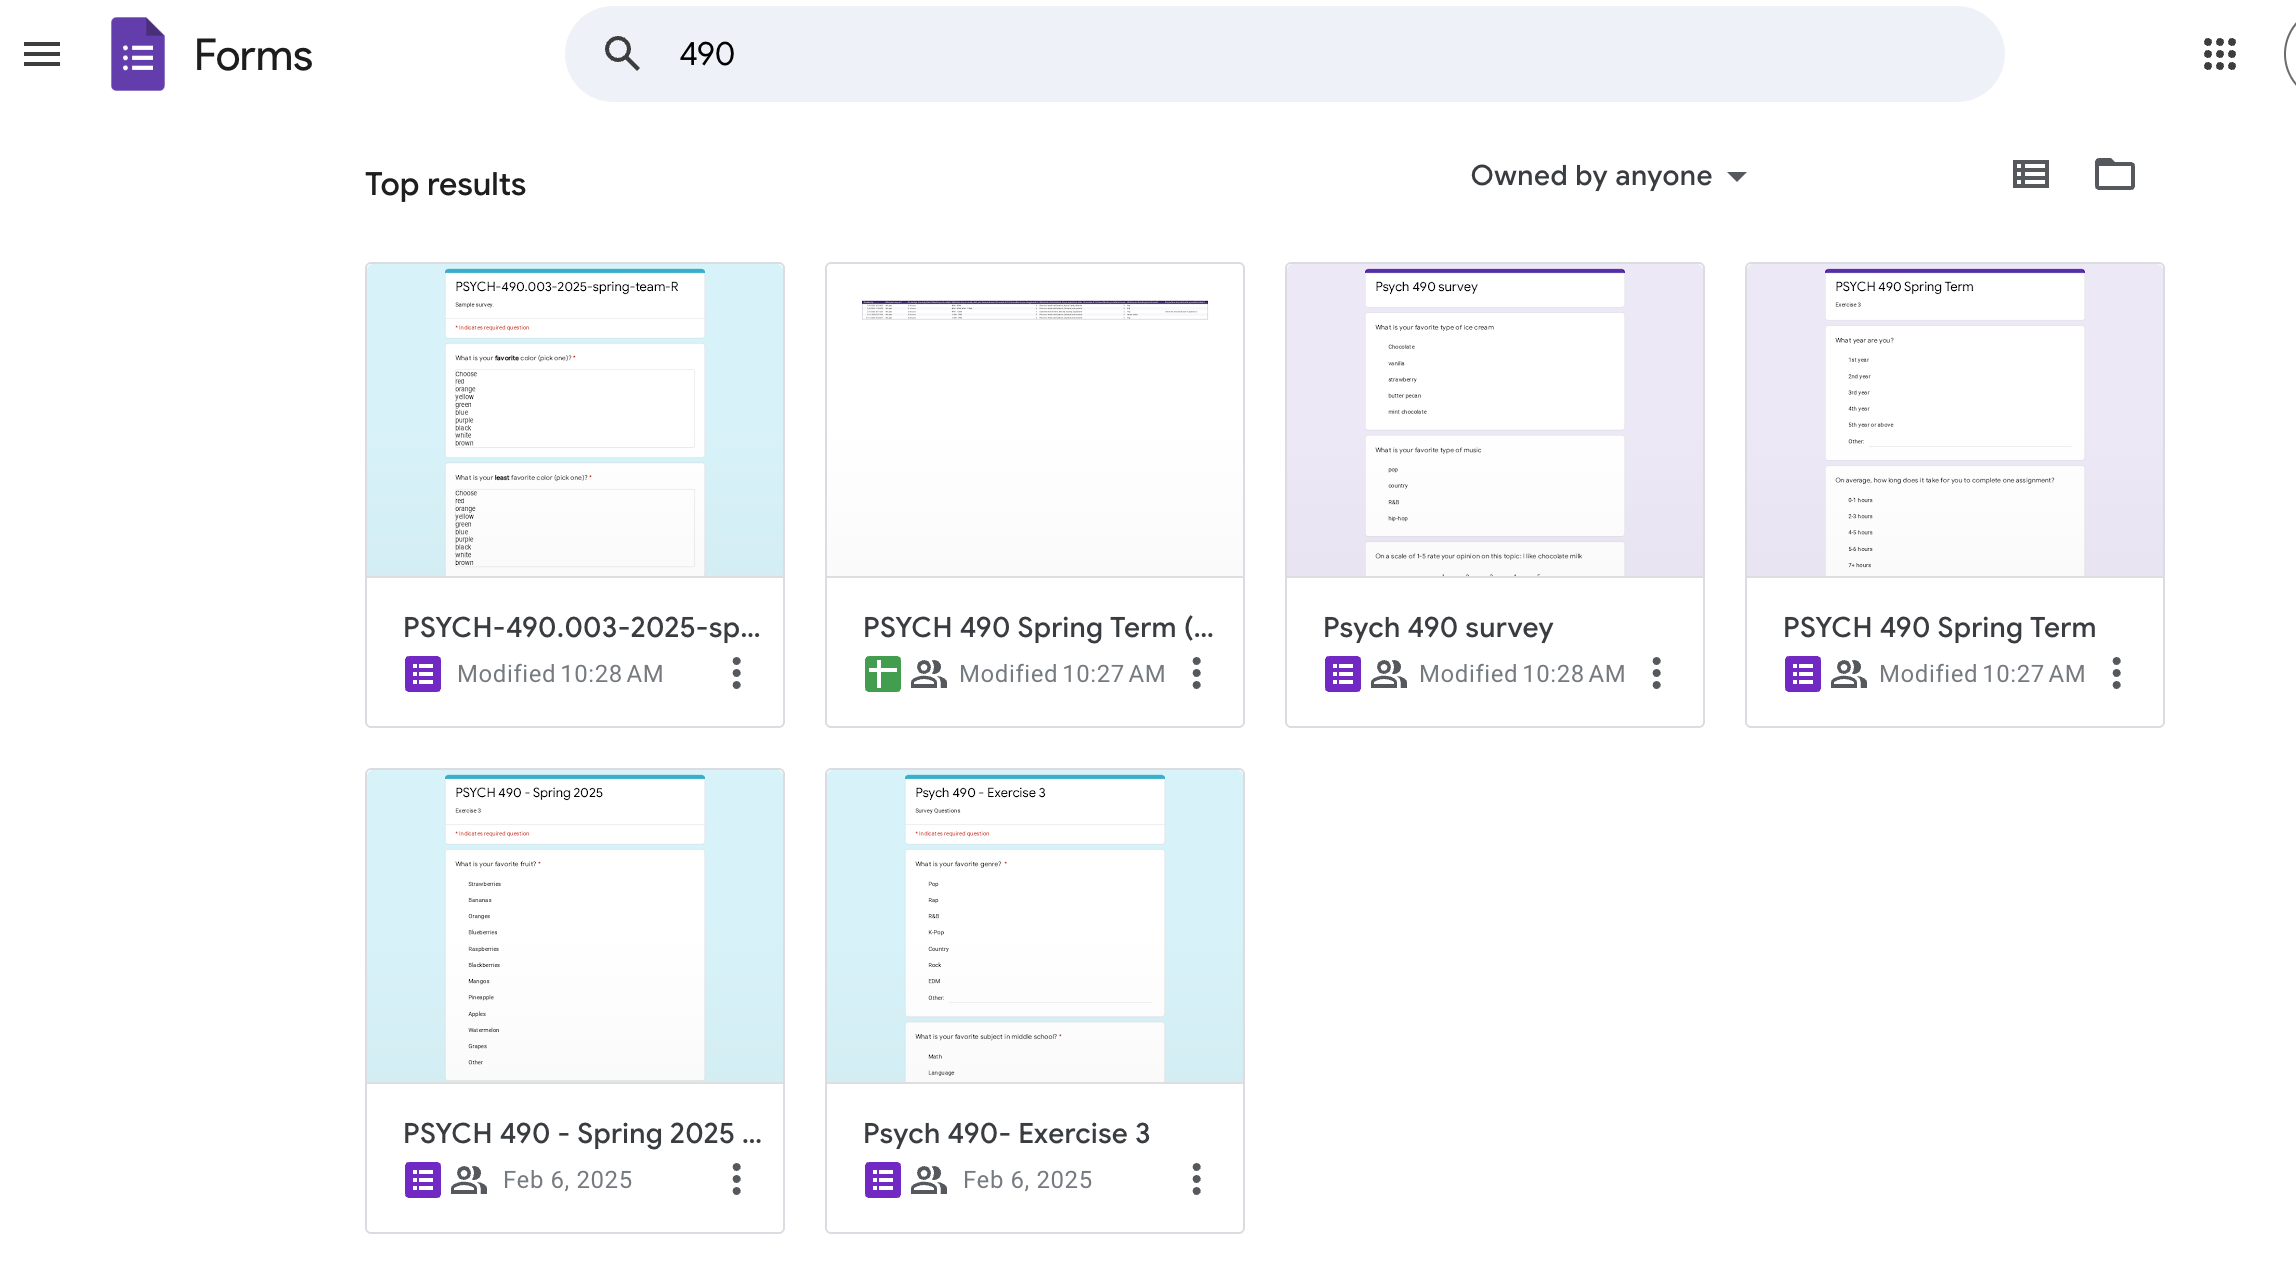 Forms
490
Top results
Owned by anyone
PSYCH-490.003-2025-spring-team-R
Sample survey.
* Indicates required question
What is your favorite color (pick one)? *
Choose
red
orange
yellow
green
blue
purple
black
white
brown
What is your least favorite color (pick one)? *
Choose
red
orange
yellow
green
blue
purple
black
white
brown
PSYCH-490.003-2025-sp...
Modified 10:28 AM
PSYCH 490 Spring Term (...
Modified 10:27 AM
Psych 490 survey
What is your favorite type of ice cream
Chocolate
vanilla
strawberry
butter pecan
mint chocolate
What is your favorite type of music
pop
country
R&B
hip-hop
On a scale of 1-5 rate your opinion on this topic: I like chocolate milk
Psych 490 survey
Modified 10:28 AM
PSYCH 490 Spring Term
Exercise 3
What year are you?
1st year
2nd year
3rd year
4th year
5th year or above
Other:
On average, how long does it take for you to complete one assignment?
0-1 hours
2-3 hours
4-5 hours
5-6 hours
7+ hours
PSYCH 490 Spring Term
Modified 10:27 AM
PSYCH 490 - Spring 2025
Exercise 3
* Indicates required question
What is your favorite fruit? *
Strawberries
Bananas
Oranges
Blueberries
Raspberries
Blackberries
Mangos
Pineapple
Apples
Watermelon
Grapes
Other
PSYCH 490 - Spring 2025 ...
Feb 6, 2025
Psych 490 - Exercise 3
Survey Questions
* Indicates required question
What is your favorite genre? *
Pop
Rap
R&B
K-Pop
Country
Rock
EDM
Other:
What is your favorite subject in middle school? *
Math
Language
Psych 490- Exercise 3
Feb 6, 2025